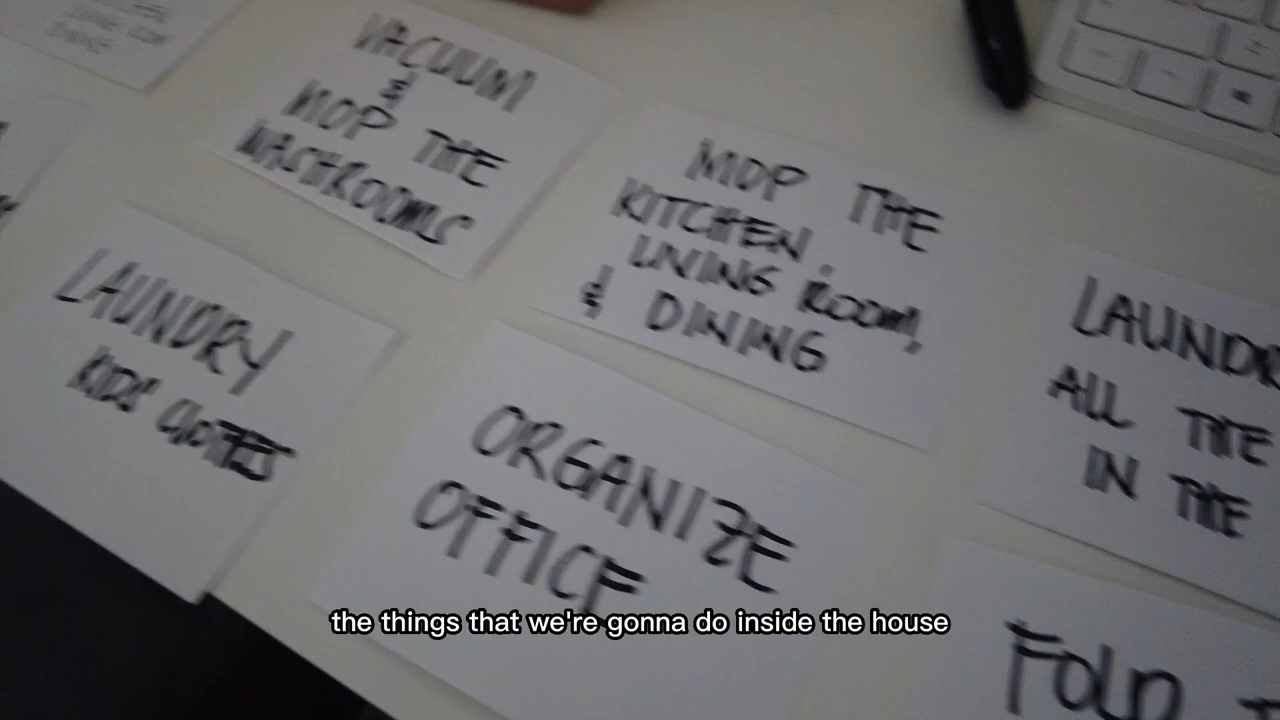 VACUUM
&
MOP THE
WASHROOMS
MOP THE
KITCHEN,
LIVING ROOM,
& DINING
LAUNDRY
KIDS' CLOTHES
ORGANIZE
OFFICE
LAUNDR
ALL THE
IN THE
FOLD T
the things that we're gonna do inside the house